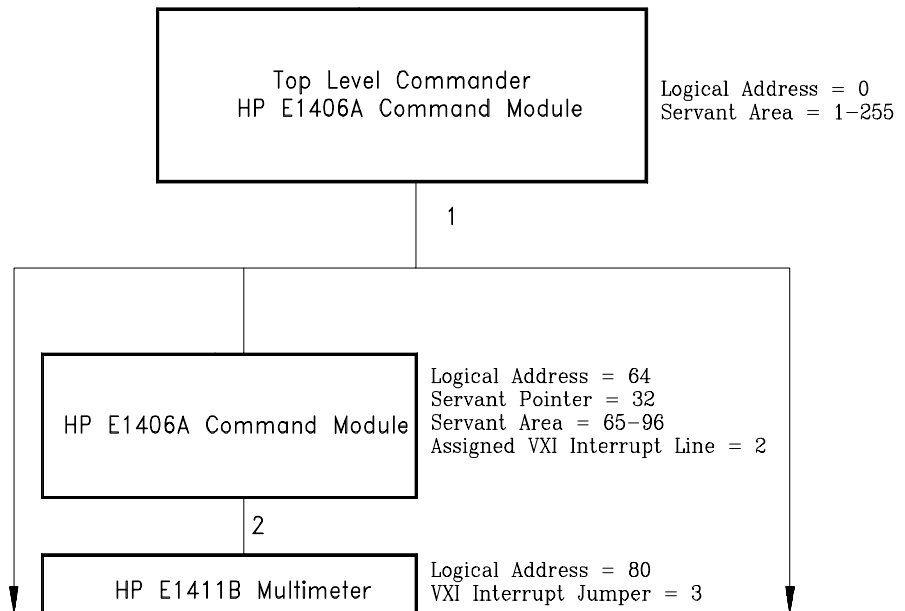 Top Level Commander
HP E1406A Command Module
Logical Address = 0
Servant Area = 1-255
1
HP E1406A Command Module
Logical Address = 64
Servant Pointer = 32
Servant Area = 65-96
Assigned VXI Interrupt Line = 2
2
HP E1411B Multimeter
Logical Address = 80
VXI Interrupt Jumper = 3